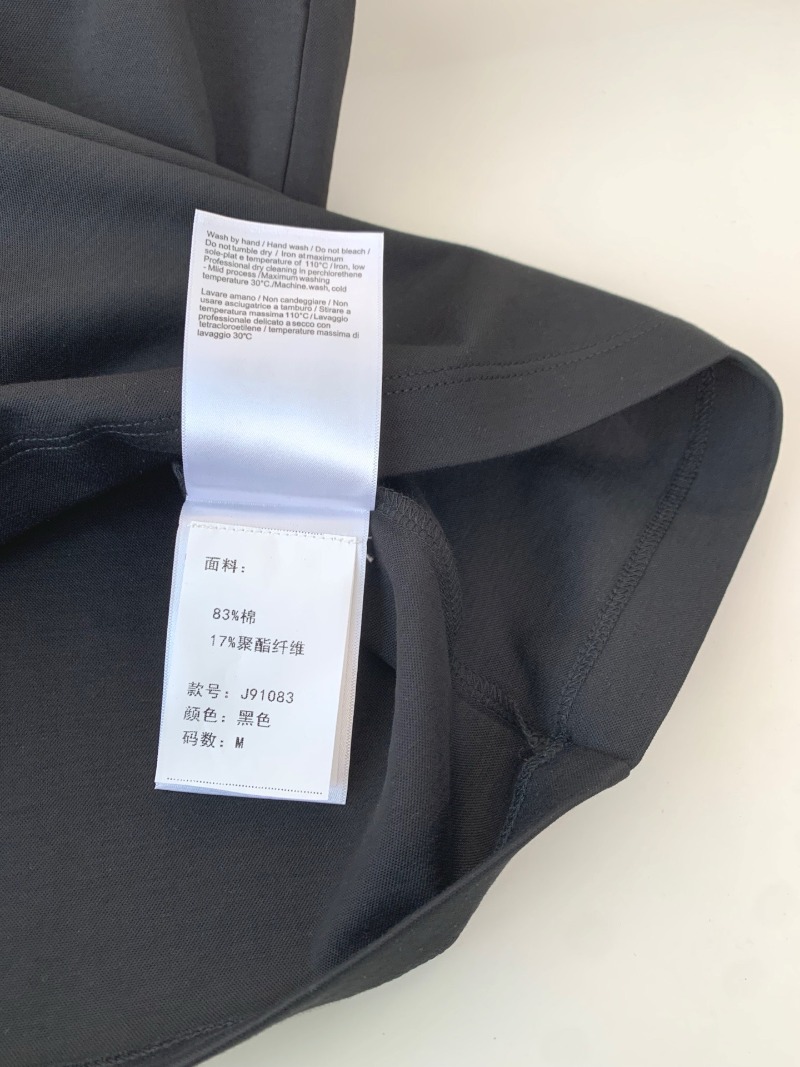 Wash by hand / Hand wash / Do not bleach /
Do not tumble dry / Iron at maximum
sole-plat e temperature of 110°C / Iron, low
Professional dry cleaning in perchlorethene
- Mild process / Maximum washing
temperature 30°C./Machine.wash, cold
Lavare amano / Non candeggiare / Non
usare asciugatrice a tamburo / Stirare a
temperatura massima 110°C / Lavaggio
professionale delicato a secco con
tetracloroetilene / temperature massima di
lavaggio 30°C
面料：
83%棉
17%聚酯纤维
款号：J91083
颜色：黑色
码数：M